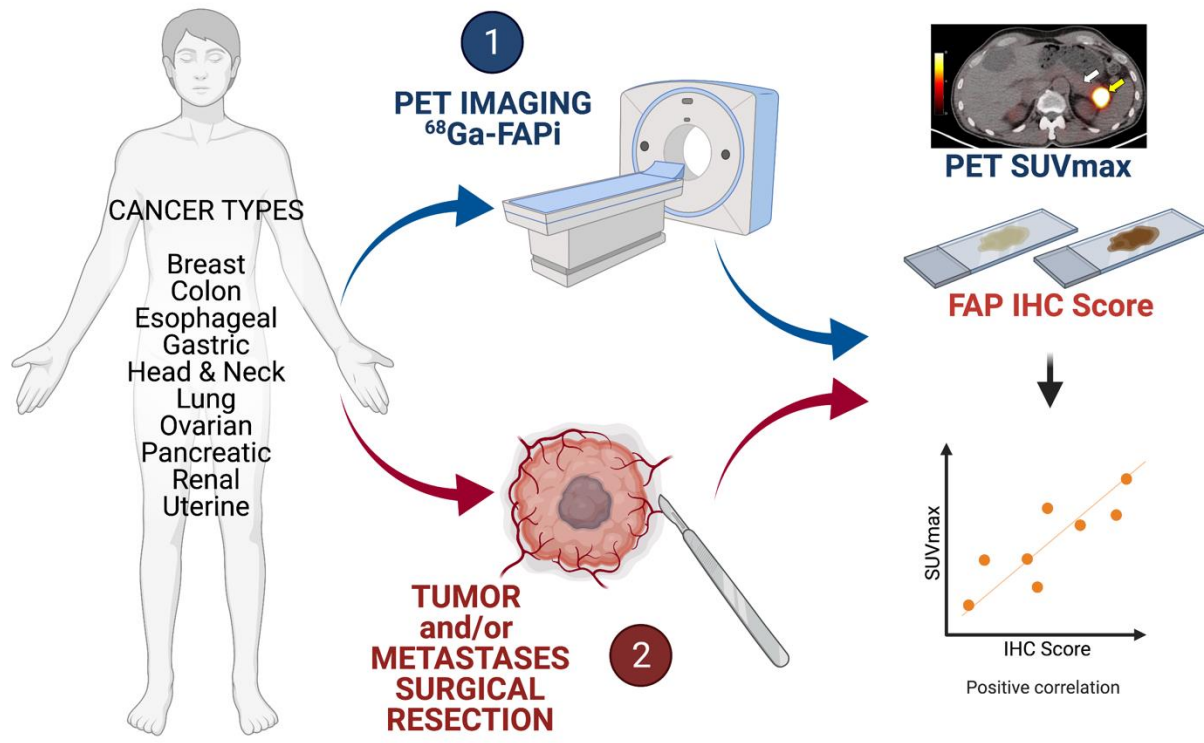 CANCER TYPES
Breast
Colon
Esophageal
Gastric
Head & Neck
Lung
Ovarian
Pancreatic
Renal
Uterine
1
PET IMAGING
⁶⁸Ga-FAPi
TUMOR
and/or
METASTASES
SURGICAL
RESECTION
2
PET SUVmax
FAP IHC Score
SUVmax
IHC Score
Positive correlation